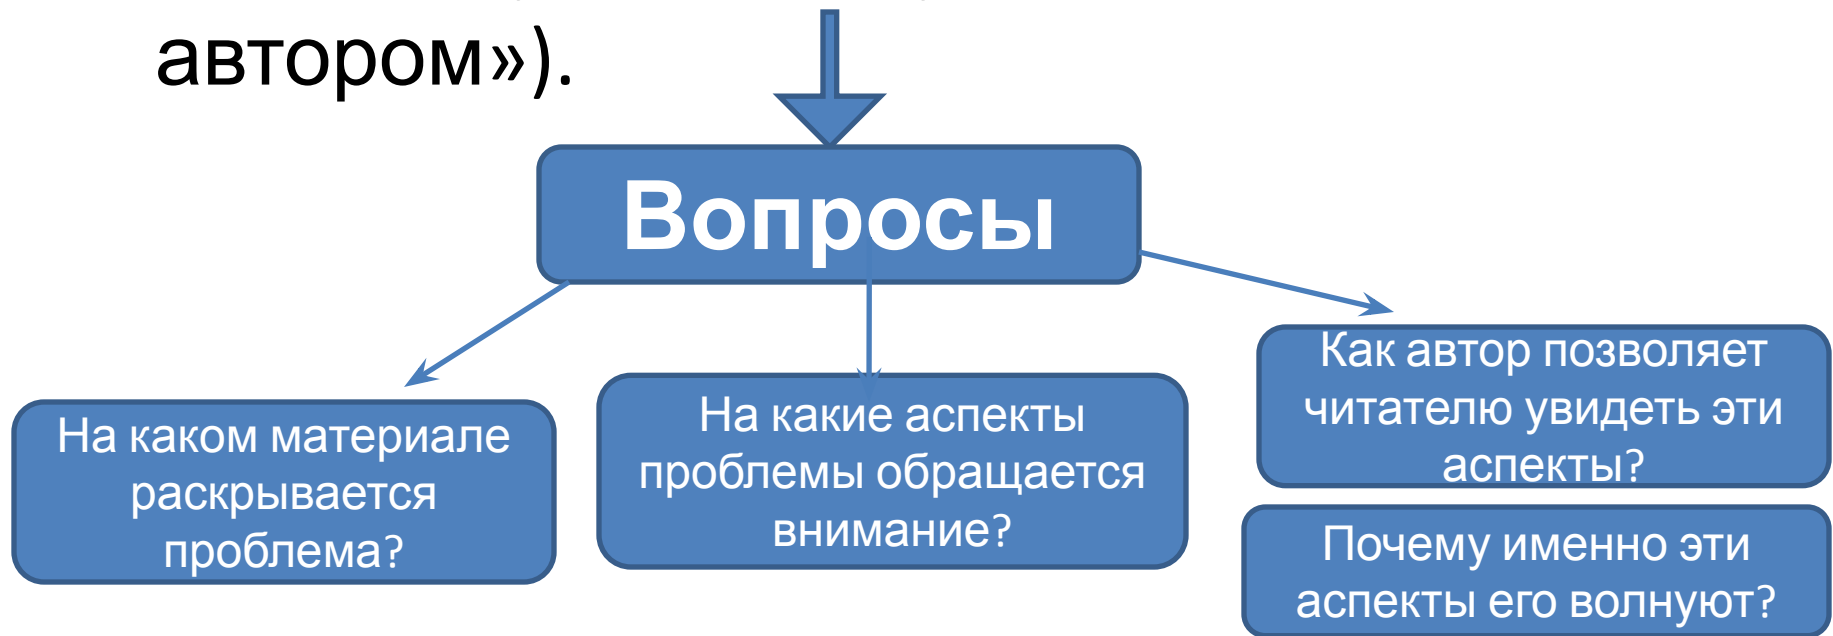 автором»).
Вопросы
На каком материале
раскрывается
проблема?
На какие аспекты
проблемы обращается
внимание?
Как автор позволяет
читателю увидеть эти
аспекты?
Почему именно эти
аспекты его волнуют?